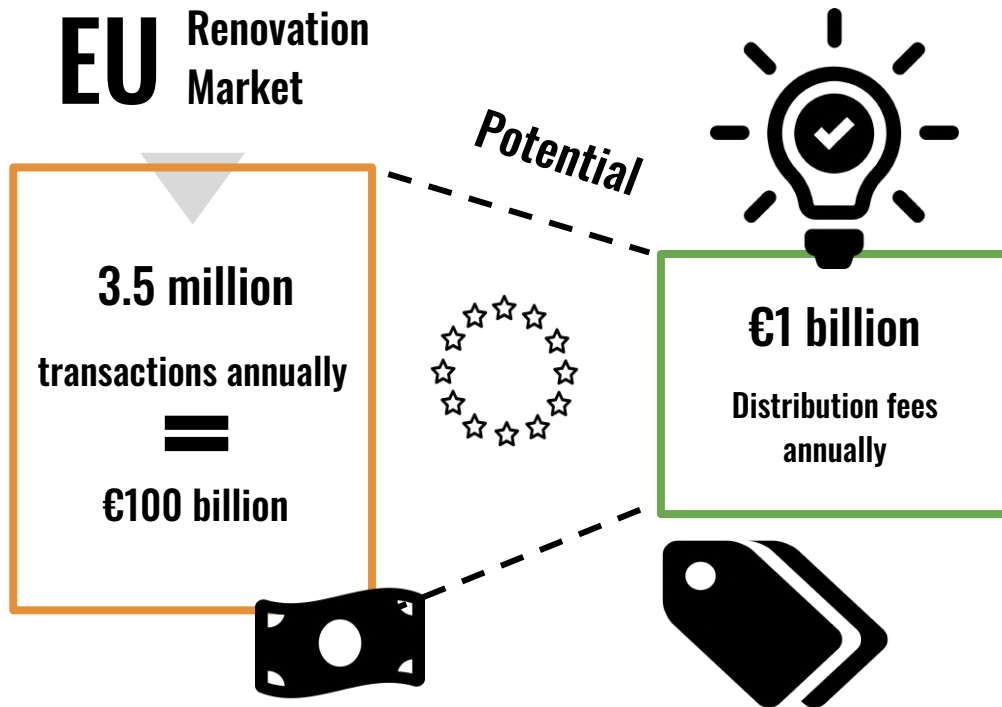 EU Renovation
Market
Potential
3.5 million
transactions annually
=
€100 billion
€1 billion
Distribution fees
annually